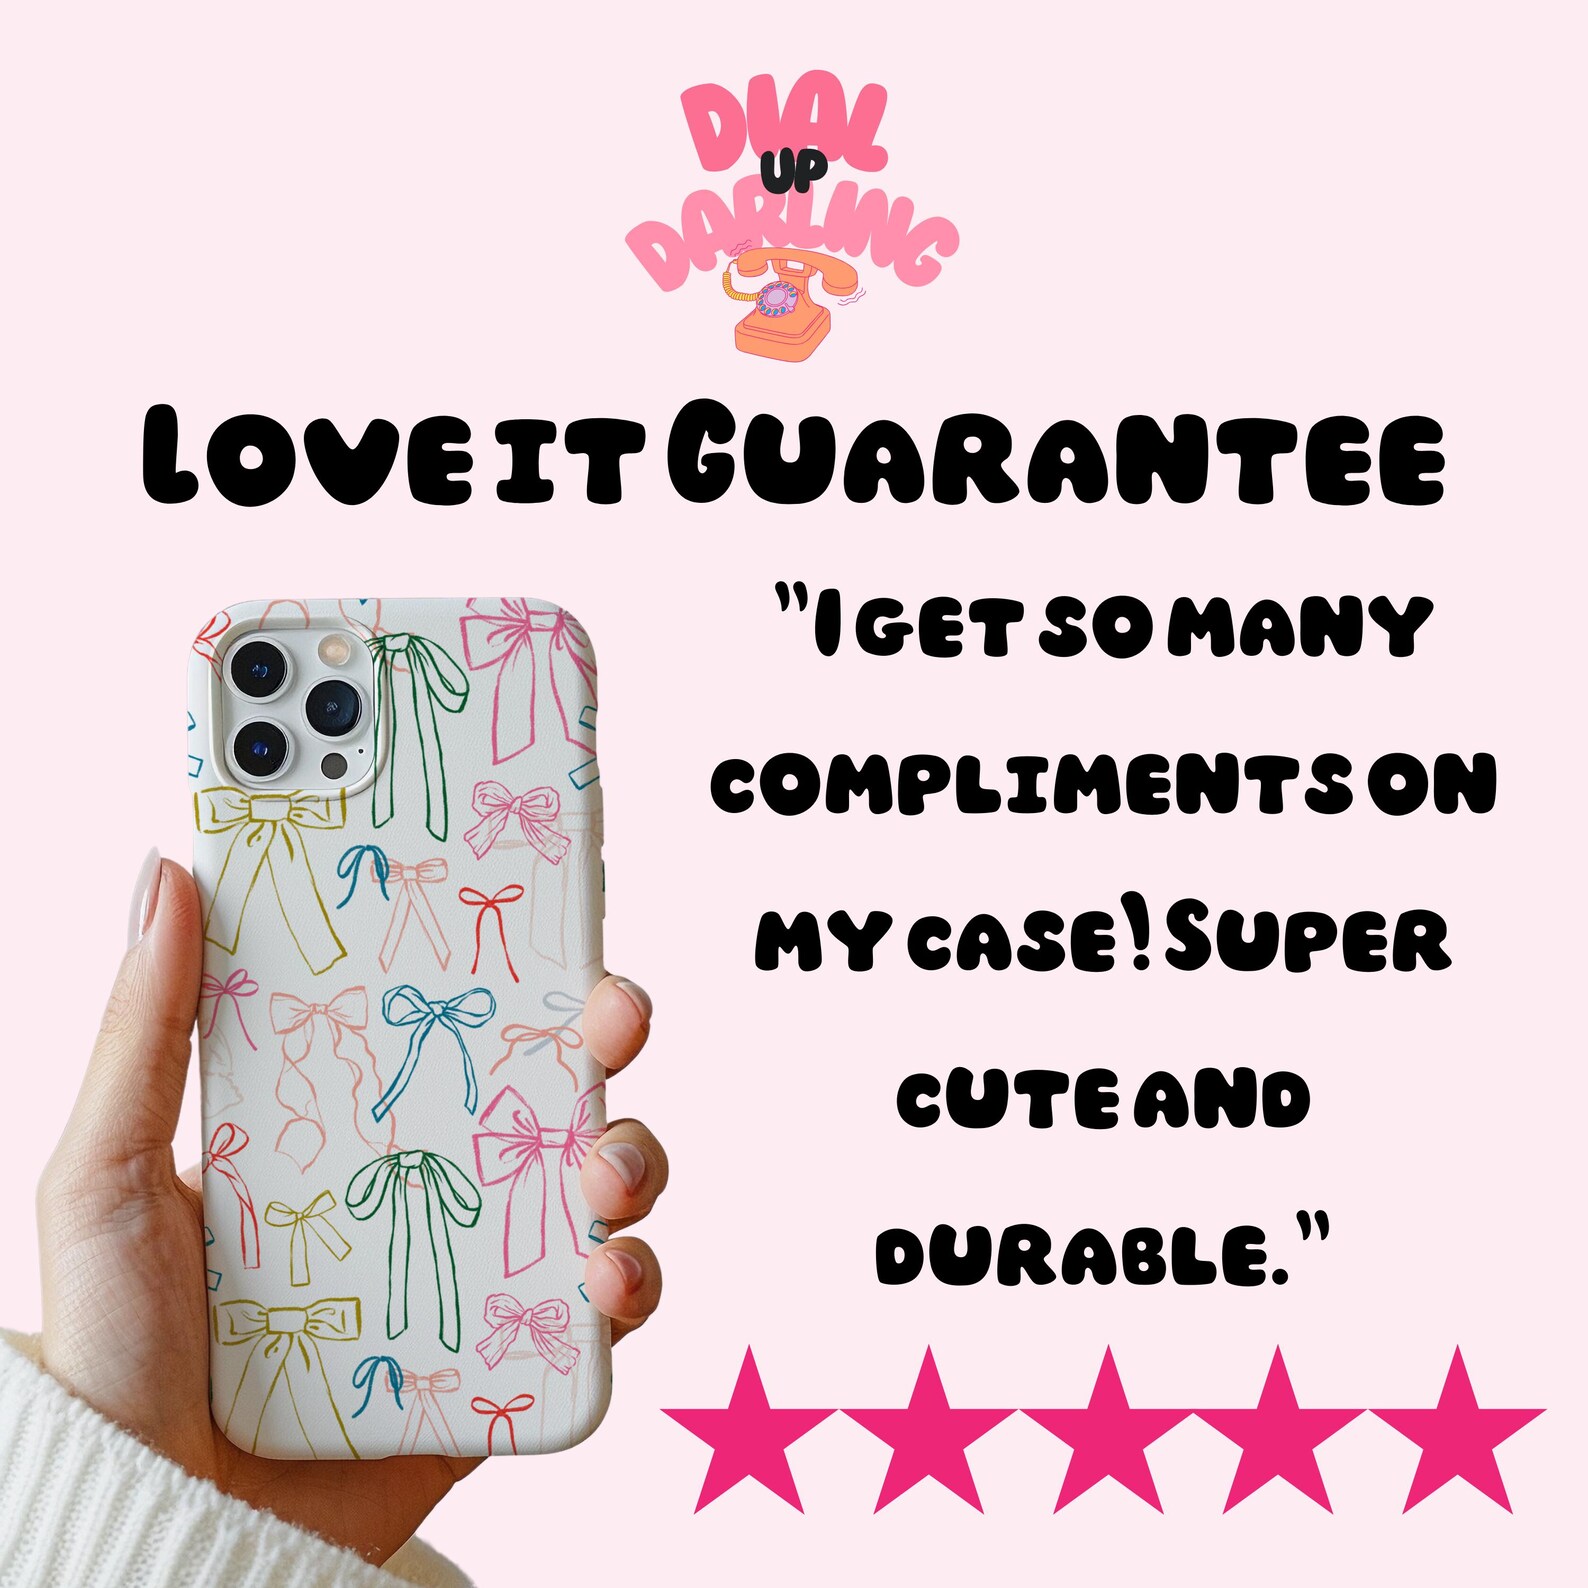 DIAL
UP
DARLING
LOVE IT GUARANTEE
"I GET SO MANY
COMPLIMENTS ON
MY CASE! SUPER
CUTE AND
DURABLE."